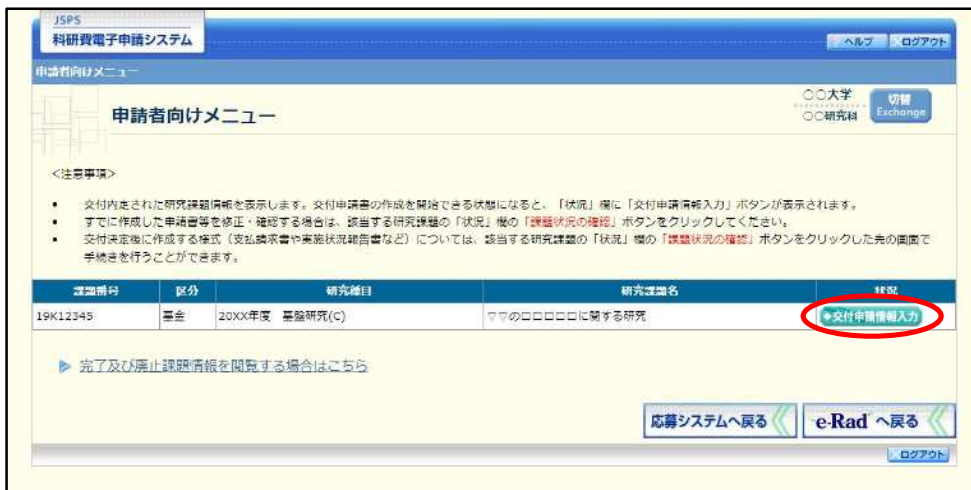 JSPS
科研費電子申請システム
ヘルプ ログアウト
申請者向けメニュー
○○大学
申請者向けメニュー
○○研究科
切替
Exchange
<注意事項>
• 交付内定された研究課題情報を表示します。交付申請書の作成を開始できる状態になると、「状況」欄に「交付申請情報入力」ボタンが表示されます。
• すでに作成した申請書等を修正・確認する場合は、該当する研究課題の「状況」欄の「課題状況の確認」ボタンをクリックしてください。
• 交付決定後に作成する様式（支払請求書や実施状況報告書など）については、該当する研究課題の「状況」欄の「課題状況の確認」ボタンをクリックした先の画面で
手続きを行うことができます。
課題番号 区分 研究種目 研究課題名 状況
19K12345 基金 20XX年度 基盤研究(C) ▽▽の□□□□□に関する研究 交付申請情報入力
完了及び廃止課題情報を閲覧する場合はこちら
応募システムへ戻る e-Rad へ戻る
ログアウト